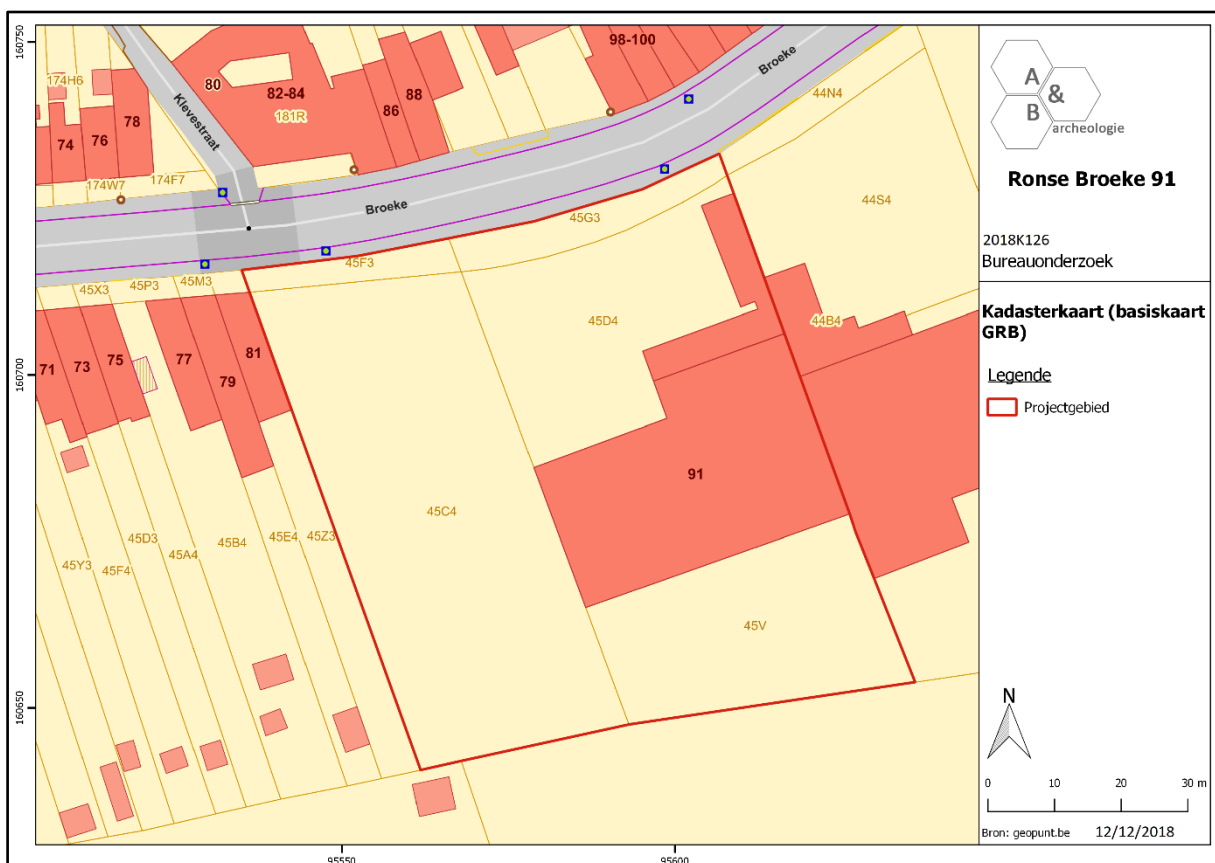 160750
160700
160650
95550
95600
174H6
80
82-84
181R
86
88
98-100
Broeke
44N4
Klevestraat
74
76
78
174W7
174F7
Broeke
45G3
44S4
45X3
45P3
45M3
45F3
45D4
44B4
71
73
75
77
79
81
91
45C4
45Y3
45F4
45D3
45A4
45B4
45E4
45Z3
45V
A
&
B
archeologie
Ronse Broeke 91
2018K126
Bureauonderzoek
Kadasterkaart (basiskaart
GRB)
Legende
Projectgebied
N
0 10 20 30 m
Bron: geopunt.be 12/12/2018